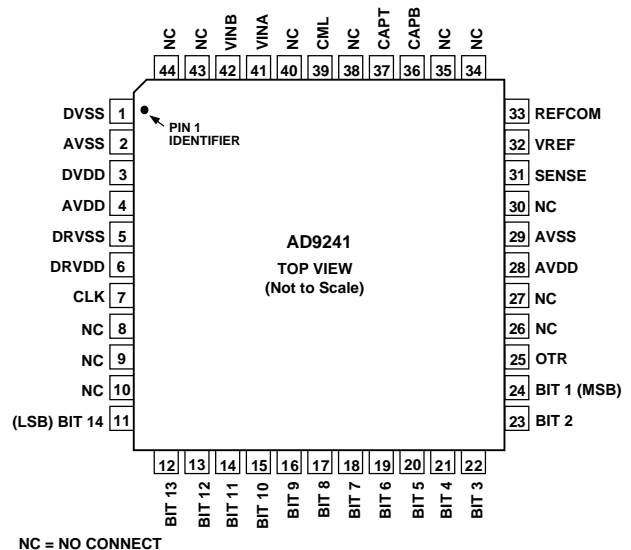 NC NC VINB VINA NC CML NC CAPT CAPB NC NC
44 43 42 41 40 39 38 37 36 35 34
DVSS 1
AVSS 2
DVDD 3
AVDD 4
DRVSS 5
DRVDD 6
CLK 7
NC 8
NC 9
NC 10
(LSB) BIT 14 11
PIN 1
IDENTIFIER
AD9241
TOP VIEW
(Not to Scale)
33 REFCOM
32 VREF
31 SENSE
30 NC
29 AVSS
28 AVDD
27 NC
26 NC
25 OTR
24 BIT 1 (MSB)
23 BIT 2
12 13 14 15 16 17 18 19 20 21 22
BIT 13 BIT 12 BIT 11 BIT 10 BIT 9 BIT 8 BIT 7 BIT 6 BIT 5 BIT 4 BIT 3
NC = NO CONNECT